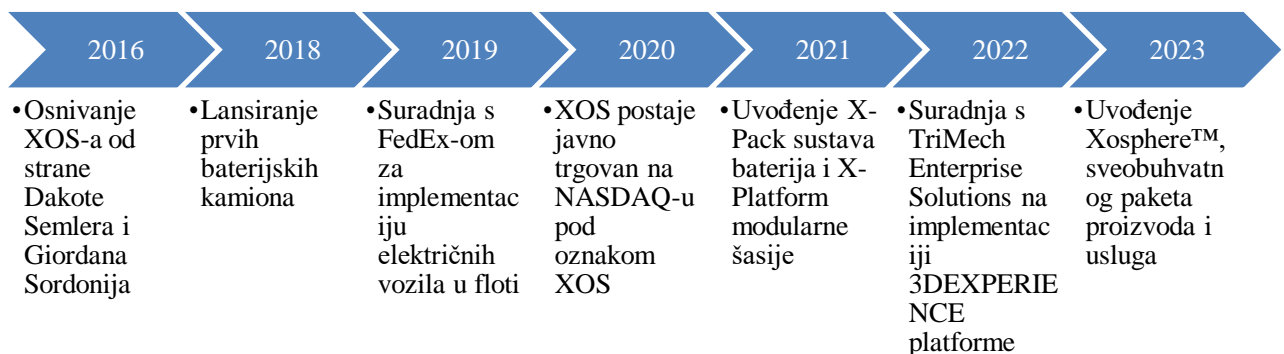 2016
2018
2019
2020
2021
2022
2023
•Osnivanje
XOS-a od
strane
Dakote
Semlera i
Giordana
Sordonija
•Lansiranje
prvih
baterijskih
kamiona
•Suradnja s
FedEx-om
za
implementac
iju
električnih
vozila u floti
•XOS postaje
javno
trgovan na
NASDAQ-u
pod
oznakom
XOS
•Uvođenje X-
Pack sustava
baterija i X-
Platform
modularne
šasije
•Suradnja s
TriMech
Enterprise
Solutions na
implementac
iji
3DEXPERIE
NCE
platforme
•Uvođenje
Xosphere™,
sveobuhvatn
og paketa
proizvoda i
usluga